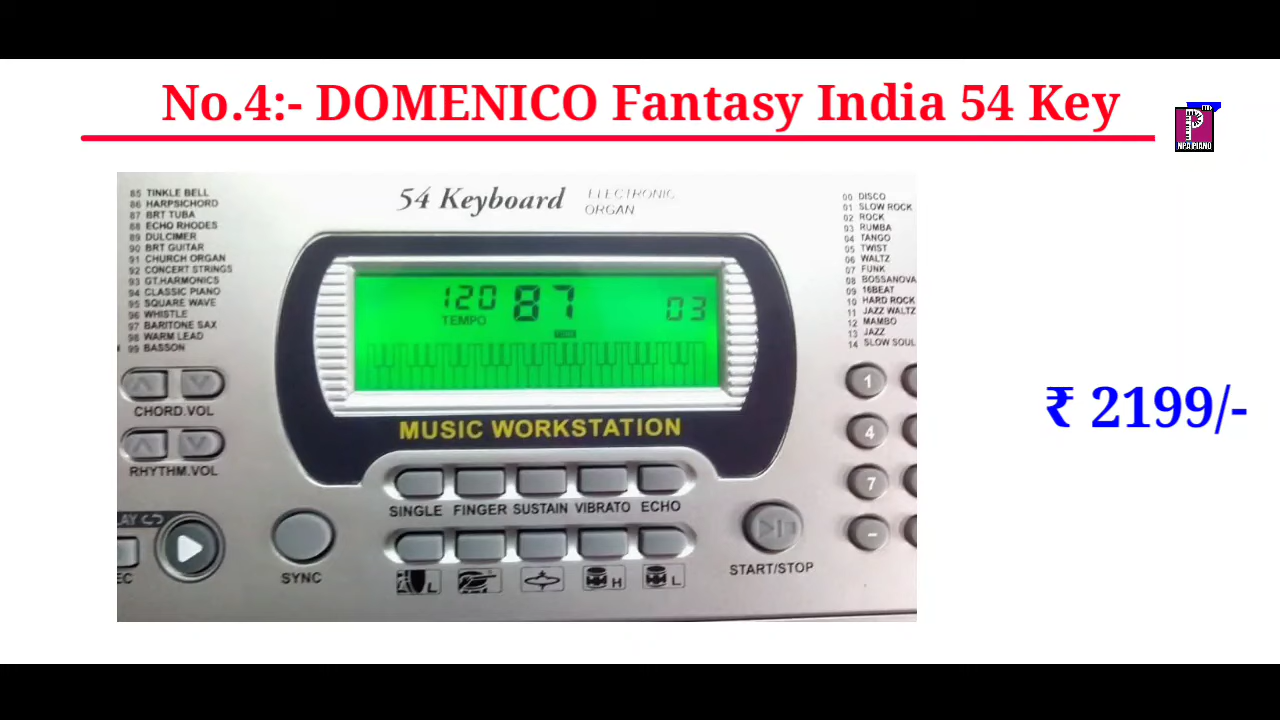 No.4:- DOMENICO Fantasy India 54 Key
NPA PIANO
54 Keyboard ELECTRONIC ORGAN
85 TINKLE BELL
86 HARPSICHORD
87 BRT TUBA
88 ECHO RHODES
89 DULCIMER
90 BRT GUITAR
91 CHURCH ORGAN
92 CONCERT STRINGS
93 GT.HARMONICS
94 CLASSIC PIANO
95 SQUARE WAVE
96 WHISTLE
97 BARITONE SAX
98 WARM LEAD
99 BASSON
00 DISCO
01 SLOW ROCK
02 ROCK
03 RUMBA
04 TANGO
05 TWIST
06 WALTZ
07 FUNK
08 BOSSANOVA
09 16BEAT
10 HARD ROCK
11 JAZZ WALTZ
12 MAMBO
13 JAZZ
14 SLOW SOUL
120 87 03
TEMPO
MUSIC WORKSTATION
CHORD.VOL
RHYTHM.VOL
1
4
7
-
₹ 2199/-
SINGLE FINGER SUSTAIN VIBRATO ECHO
LAY
EC
SYNC
START/STOP
L
H
L